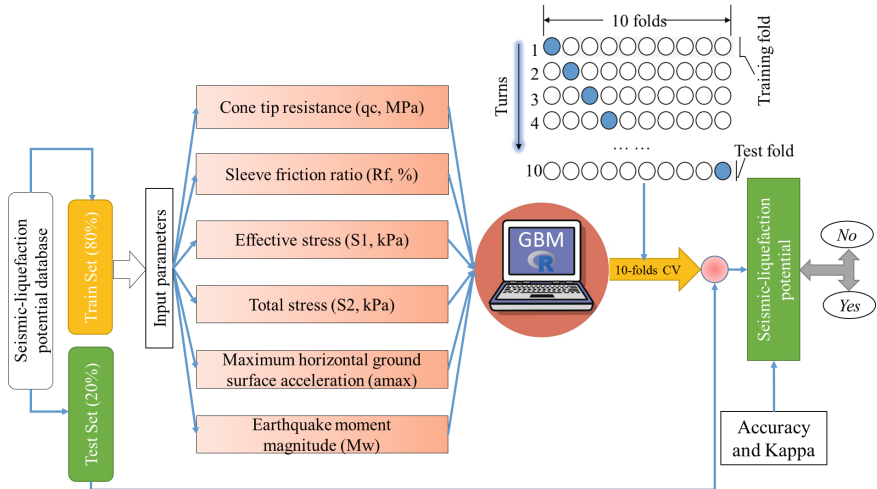 Seismic-liquefaction
potential database
Train Set (80%)
Test Set (20%)
Input parameters
Cone tip resistance (qc, MPa)
Sleeve friction ratio (Rf, %)
Effective stress (S1, kPa)
Total stress (S2, kPa)
Maximum horizontal ground
surface acceleration (amax)
Earthquake moment
magnitude (Mw)
GBM
R
10 folds
Turns
1
2
3
4
... ...
10
Training fold
Test fold
10-folds CV
Seismic-liquefaction
potential
No
Yes
Accuracy
and Kappa